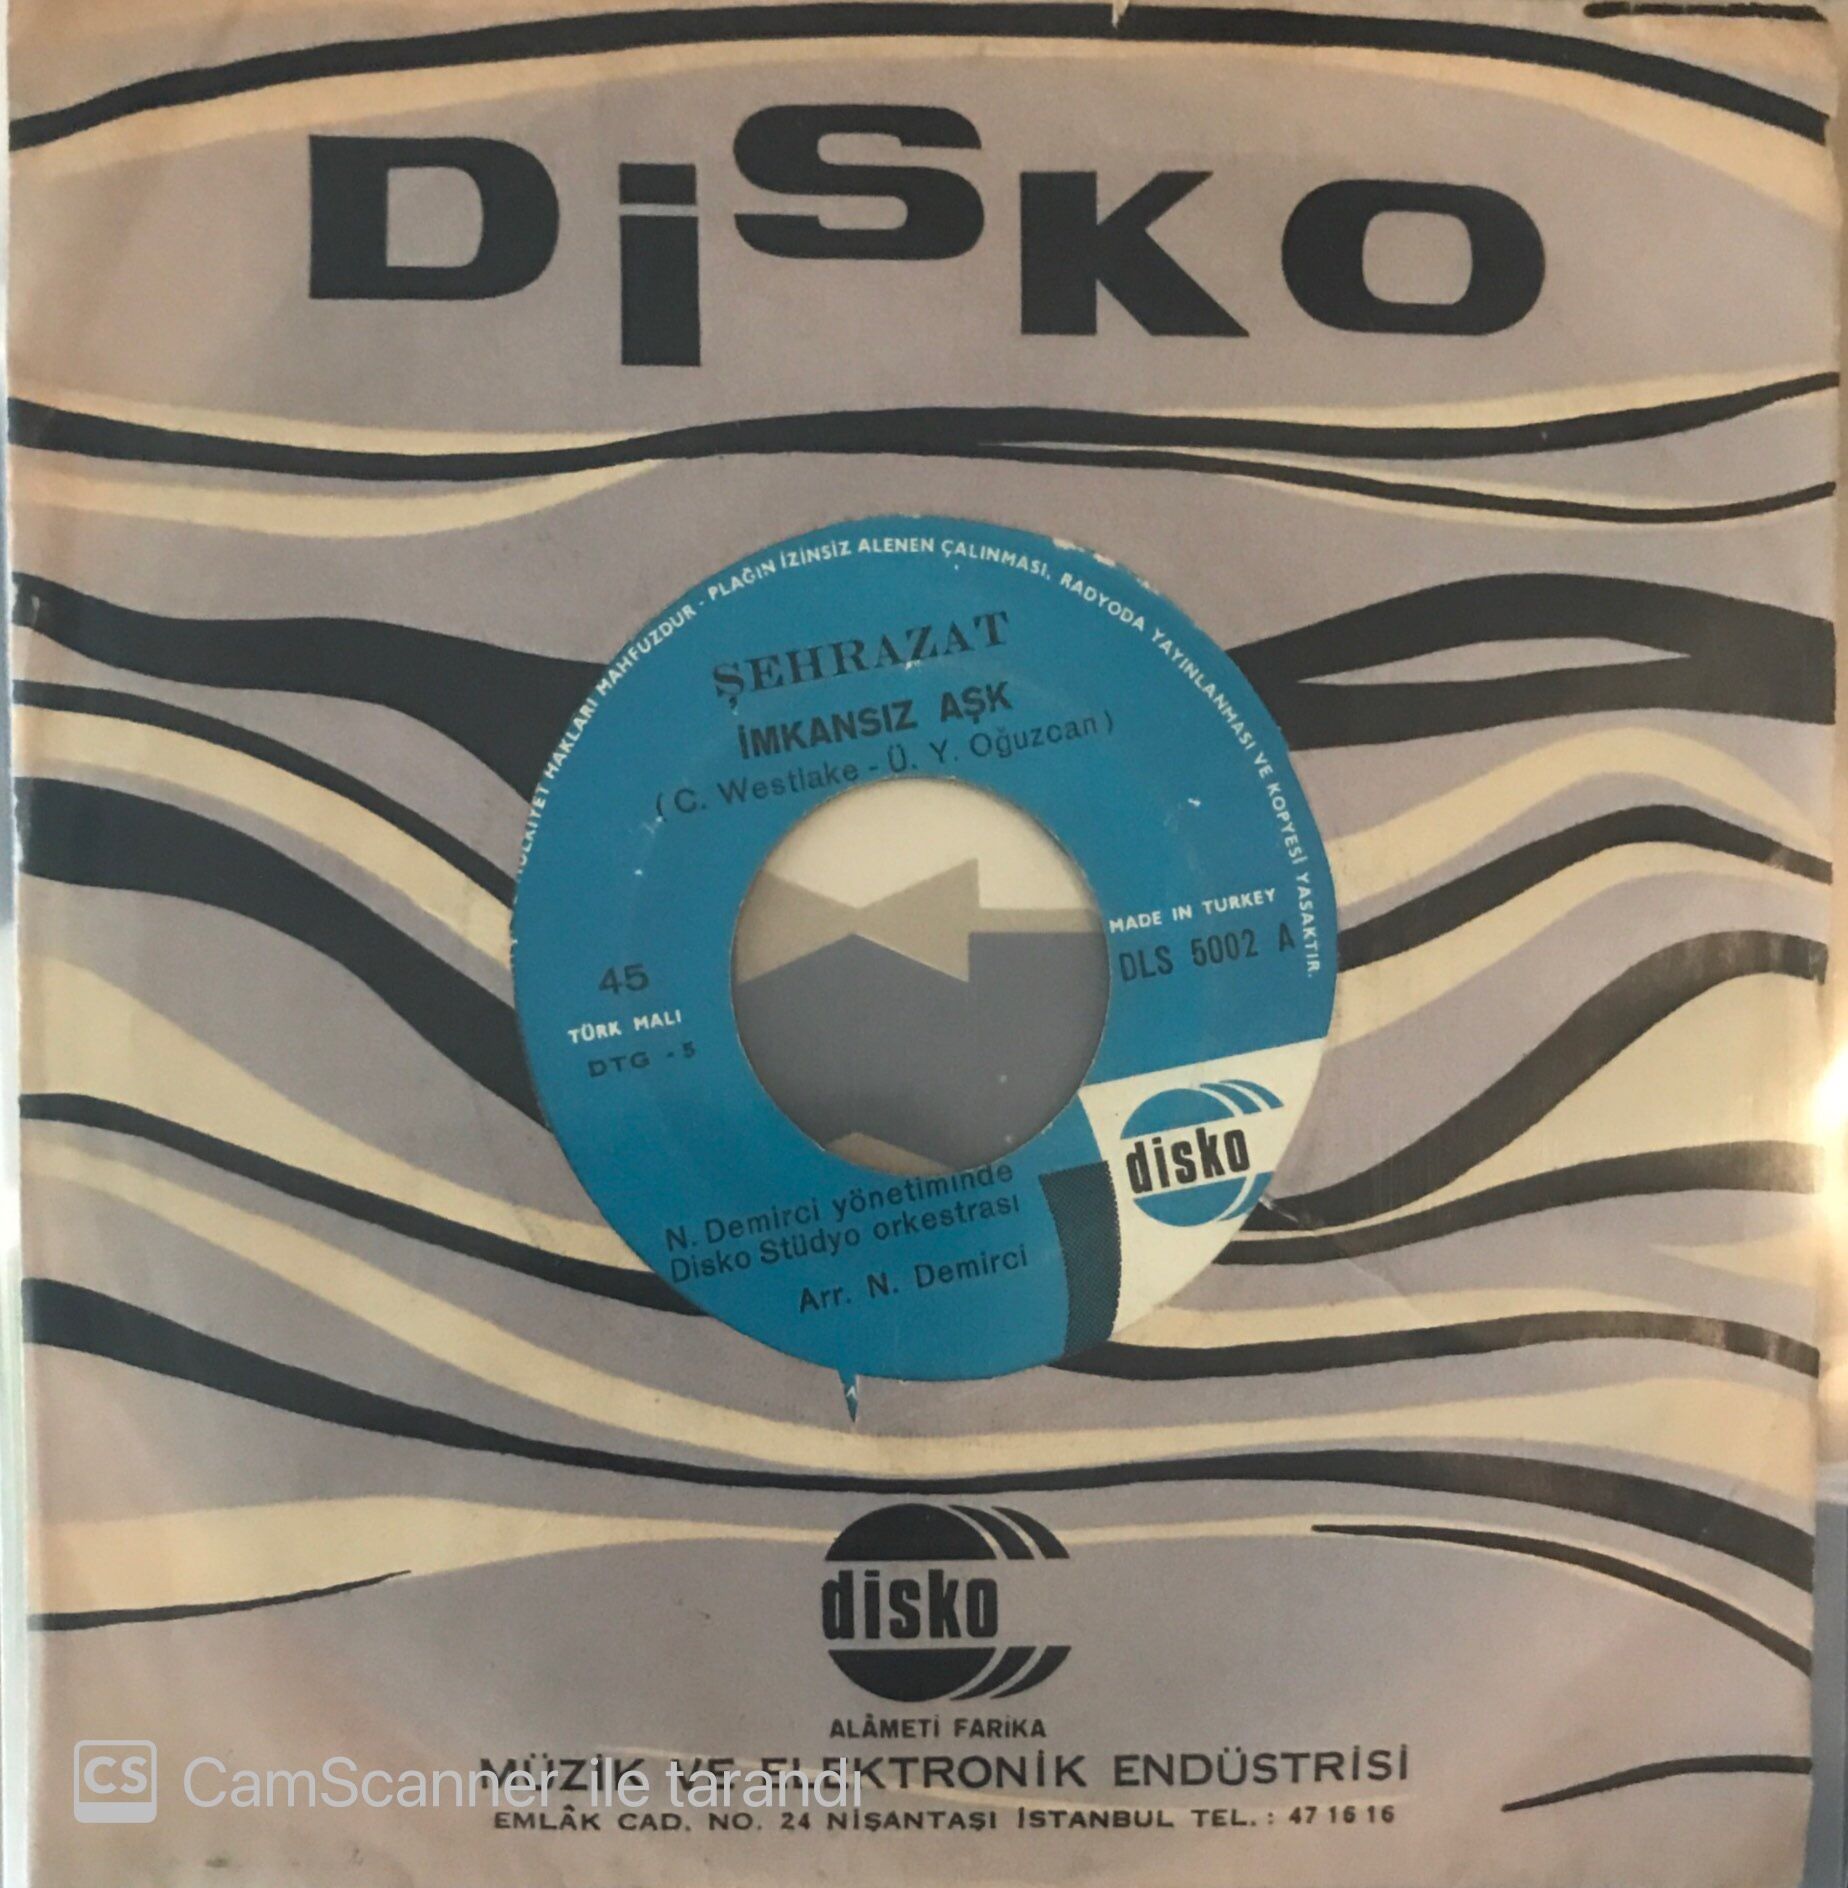 DiSKO
MÜLKİYET HAKLARI MAHFUZDUR - PLAĞIN İZİNSİZ ALENEN ÇALINMASI, RADYODA YAYINLANMASI VE KOPYESİ YASAKTIR.
ŞEHRAZAT
İMKANSIZ AŞK
(C. Westlake - Ü. Y. Oğuzcan)
45
TÜRK MALI
DTG - 5
MADE IN TURKEY
DLS 5002 A
disko
N. Demirci yönetiminde
Disko Stüdyo orkestrası
Arr. N. Demirci
disko
ALÂMETİ FARİKA
MÜZİK VE ELEKTRONİK ENDÜSTRİSİ
EMLÂK CAD. NO. 24 NİŞANTAŞI İSTANBUL TEL. : 47 16 16
CS CamScanner ile tarandı